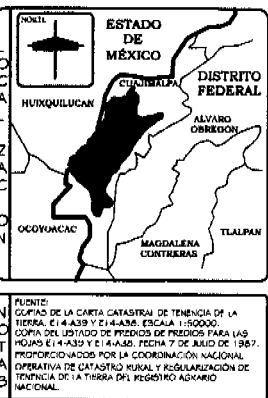 LOCALIZACION
NORTE
ESTADO
DE
MÉXICO
CUAJIMALPA
DISTRITO
FEDERAL
HUIXQUILUCAN
ALVARO
OBREGON
OCOYOACAC
TLALPAN
MAGDALENA
CONTRERAS
NOTAS
FUENTE:
COPIAS DE LA CARTA CATASTRAL DE TENENCIA DE LA
TIERRA. E14-A39 Y E14-A38. ESCALA 1:50000.
COPIA DEL LISTADO DE PREDIOS DE PREDIOS PARA LAS
HOJAS E14-A39 Y E14-A38. FECHA 7 DE JULIO DE 1987.
PROPORCIONADOS POR LA COORDINACIÓN NACIONAL
OPERATIVA DE CATASTRO RURAL Y REGULARIZACIÓN DE
TENENCIA DE LA TIERRA DEL REGISTRO AGRARIO
NACIONAL.